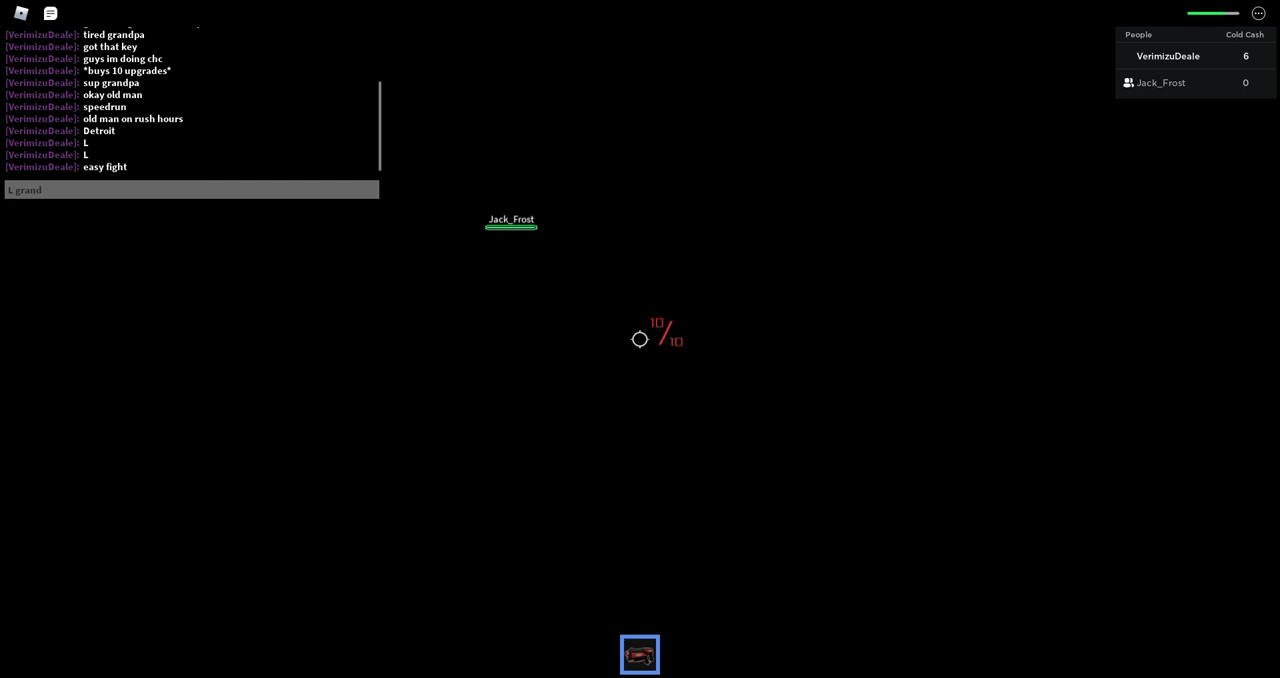 People Cold Cash
VerimizuDeale 6
Jack_Frost 0
[VerimizuDeale]: tired grandpa
[VerimizuDeale]: got that key
[VerimizuDeale]: guys im doing chc
[VerimizuDeale]: *buys 10 upgrades*
[VerimizuDeale]: sup grandpa
[VerimizuDeale]: okay old man
[VerimizuDeale]: speedrun
[VerimizuDeale]: old man on rush hours
[VerimizuDeale]: Detroit
[VerimizuDeale]: L
[VerimizuDeale]: L
[VerimizuDeale]: easy fight
L grand
Jack_Frost
10/10